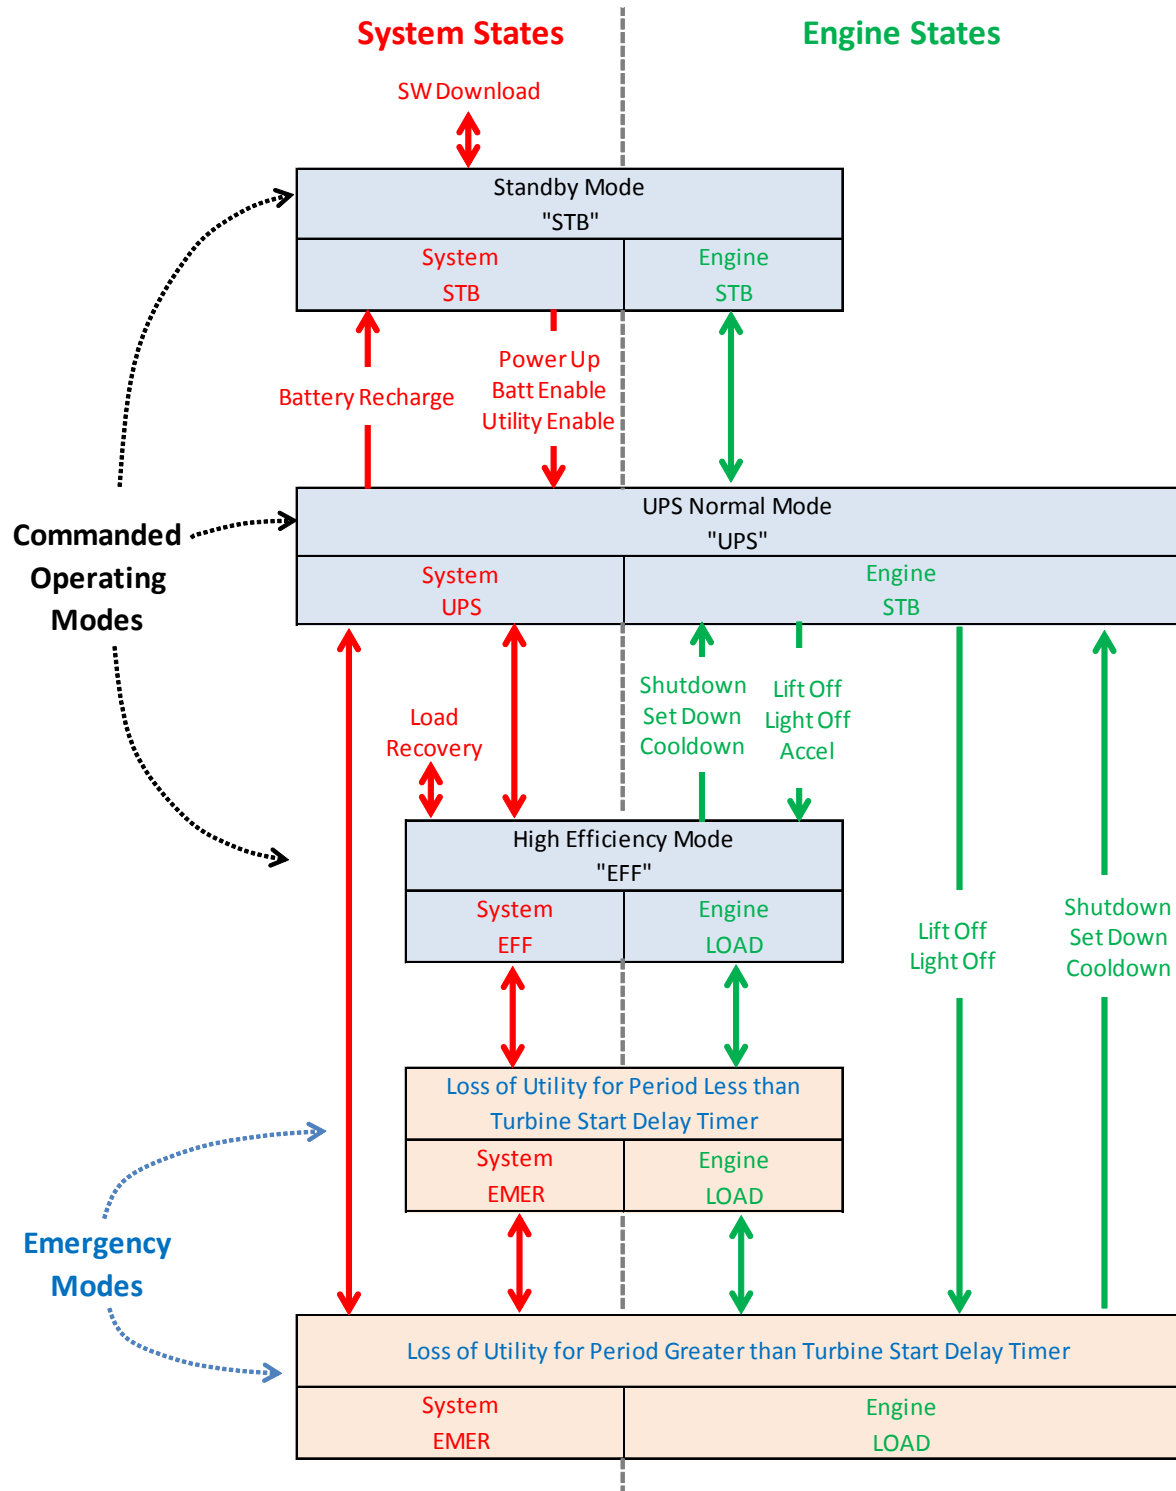 System States
Engine States
SW Download
Standby Mode
"STB"
System
STB
Engine
STB
Battery Recharge
Power Up
Batt Enable
Utility Enable
UPS Normal Mode
"UPS"
System
UPS
Engine
STB
Commanded
Operating
Modes
Load
Recovery
Shutdown
Set Down
Cooldown
Lift Off
Light Off
Accel
High Efficiency Mode
"EFF"
System
EFF
Engine
LOAD
Lift Off
Light Off
Shutdown
Set Down
Cooldown
Loss of Utility for Period Less than
Turbine Start Delay Timer
System
EMER
Engine
LOAD
Emergency
Modes
Loss of Utility for Period Greater than Turbine Start Delay Timer
System
EMER
Engine
LOAD